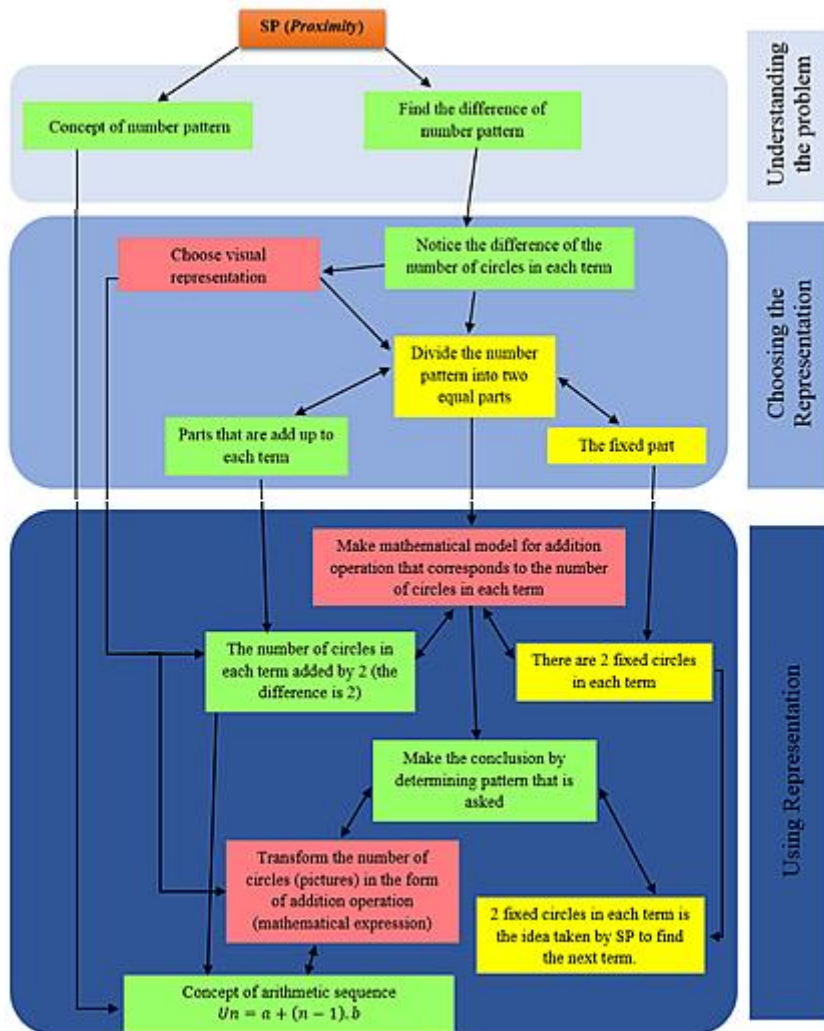 SP (Proximity)
Concept of number pattern
Find the difference of
number pattern
Understanding
the problem
Choose visual
representation
Notice the difference of the
number of circles in each term
Divide the number
pattern into two
equal parts
Parts that are add up to
each term
The fixed part
Choosing the
Representation
Make mathematical model for addition
operation that corresponds to the number
of circles in each term
The number of circles in
each term added by 2 (the
difference is 2)
There are 2 fixed circles
in each term
Make the conclusion by
determining pattern that is
asked
Transform the number of
circles (pictures) in the form
of addition operation
(mathematical expression)
2 fixed circles in each term is
the idea taken by SP to find
the next term.
Concept of arithmetic sequence
Un = a + (n − 1). b
Using Representation